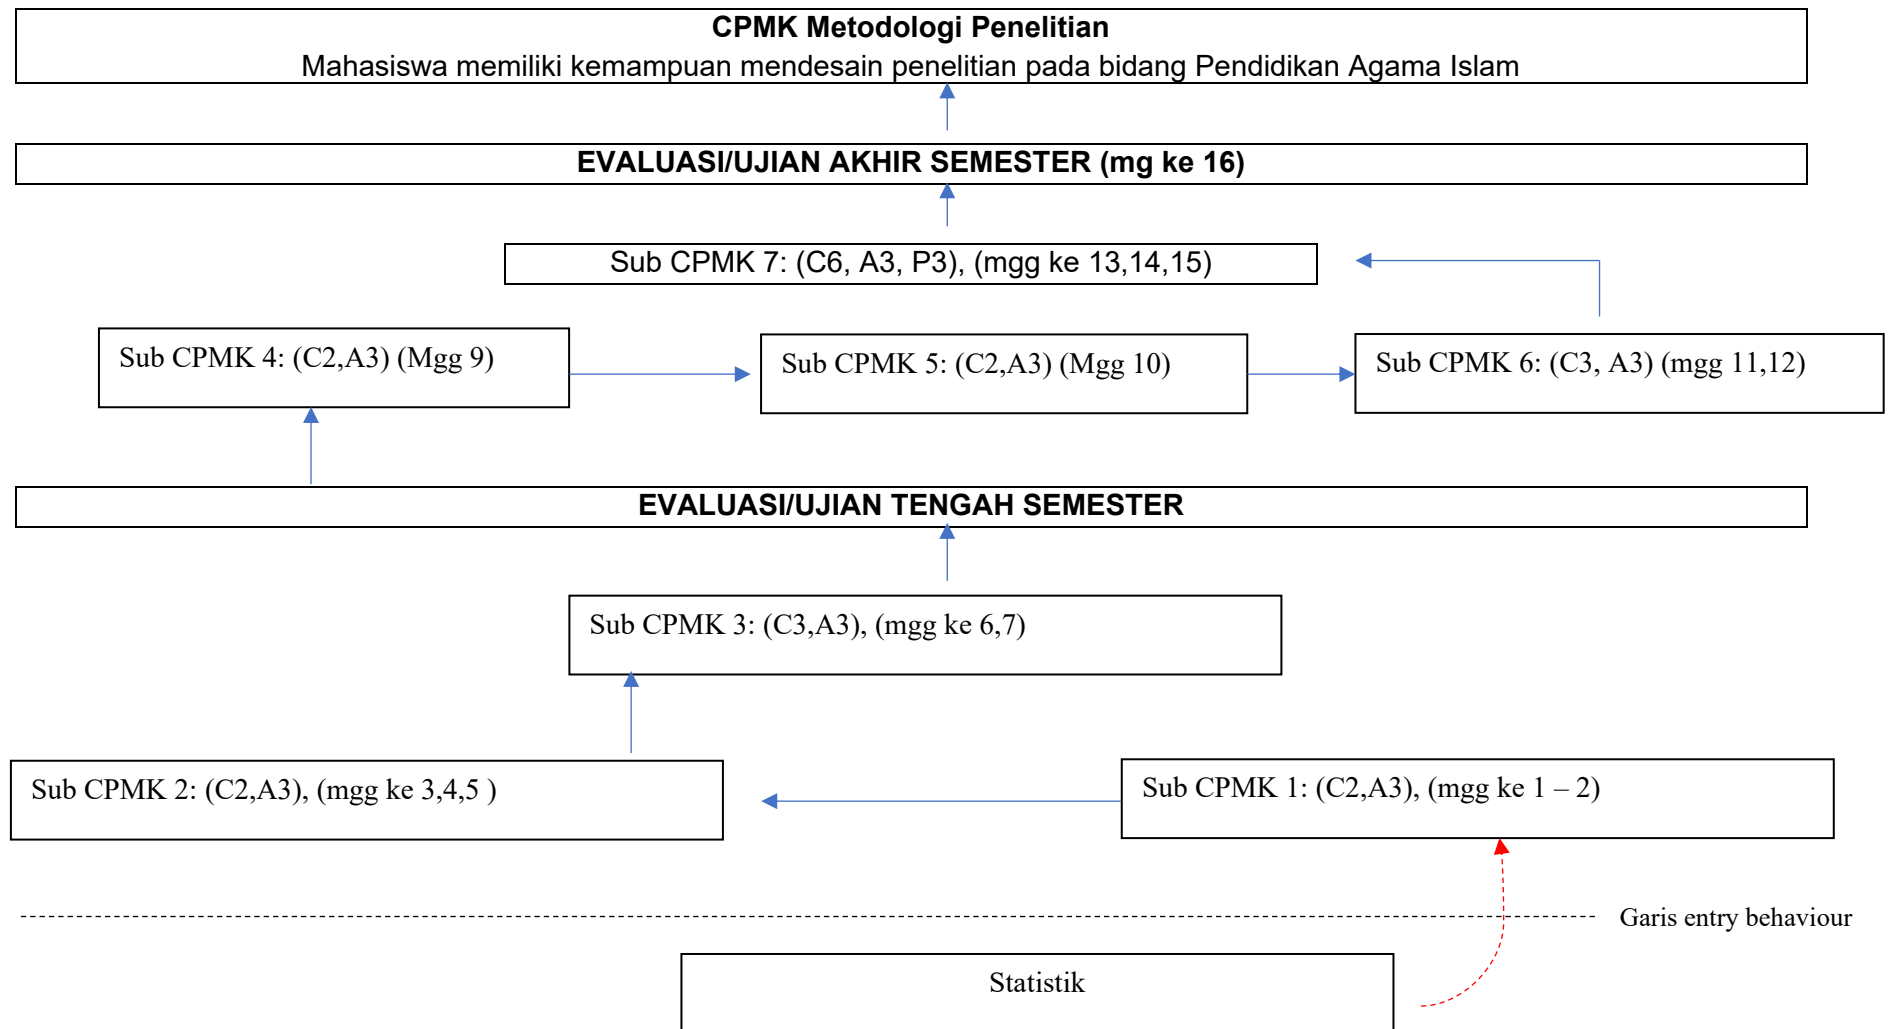 CPMK Metodologi Penelitian
Mahasiswa memiliki kemampuan mendesain penelitian pada bidang Pendidikan Agama Islam
EVALUASI/UJIAN AKHIR SEMESTER (mg ke 16)
Sub CPMK 7: (C6, A3, P3), (mgg ke 13,14,15)
Sub CPMK 4: (C2,A3) (Mgg 9)
Sub CPMK 5: (C2,A3) (Mgg 10)
Sub CPMK 6: (C3, A3) (mgg 11,12)
EVALUASI/UJIAN TENGAH SEMESTER
Sub CPMK 3: (C3,A3), (mgg ke 6,7)
Sub CPMK 2: (C2,A3), (mgg ke 3,4,5 )
Sub CPMK 1: (C2,A3), (mgg ke 1 – 2)
Garis entry behaviour
Statistik